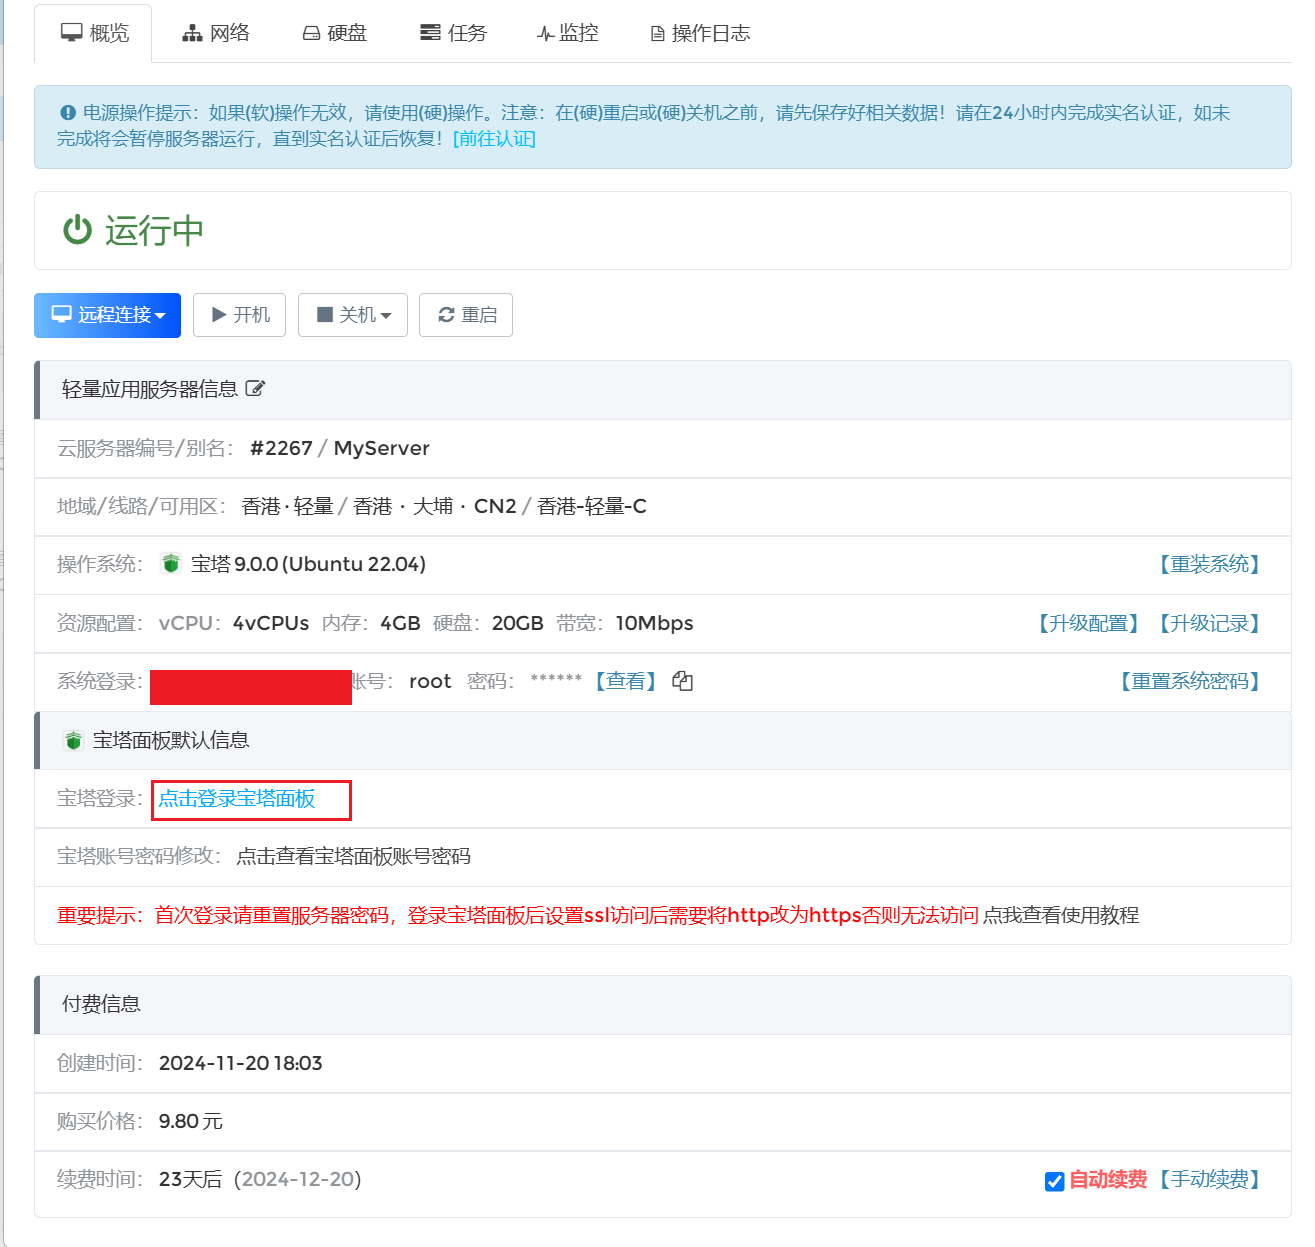 概览 网络 硬盘 任务 监控 操作日志
电源操作提示：如果(软)操作无效，请使用(硬)操作。注意：在(硬)重启或(硬)关机之前，请先保存好相关数据！请在24小时内完成实名认证，如未
完成将会暂停服务器运行，直到实名认证后恢复！[前往认证]
运行中
远程连接 开机 关机 重启
轻量应用服务器信息
云服务器编号/别名： #2267 / MyServer
地域/线路/可用区： 香港·轻量 / 香港 · 大埔 · CN2 / 香港-轻量-C
操作系统： 宝塔 9.0.0 (Ubuntu 22.04) 【重装系统】
资源配置： vCPU： 4vCPUs 内存： 4GB 硬盘： 20GB 带宽： 10Mbps 【升级配置】 【升级记录】
系统登录： 账号： root 密码： ****** 【查看】 【重置系统密码】
宝塔面板默认信息
宝塔登录： 点击登录宝塔面板
宝塔账号密码修改： 点击查看宝塔面板账号密码
重要提示：首次登录请重置服务器密码，登录宝塔面板后设置ssl访问后需要将http改为https否则无法访问 点我查看使用教程
付费信息
创建时间： 2024-11-20 18:03
购买价格： 9.80 元
续费时间： 23天后（2024-12-20） 自动续费 【手动续费】